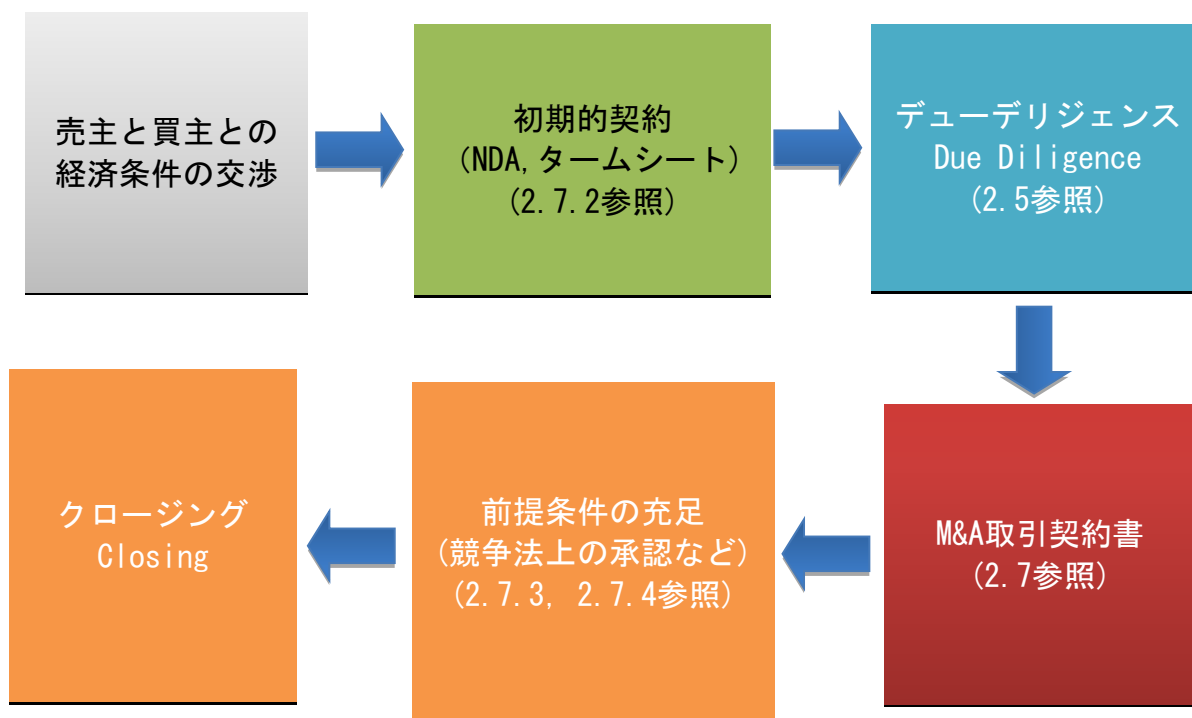 売主と買主との
経済条件の交渉
初期的契約
(NDA,タームシート)
(2.7.2参照)
デューデリジェンス
Due Diligence
(2.5参照)
M&A取引契約書
(2.7参照)
前提条件の充足
(競争法上の承認など)
(2.7.3, 2.7.4参照)
クロージング
Closing